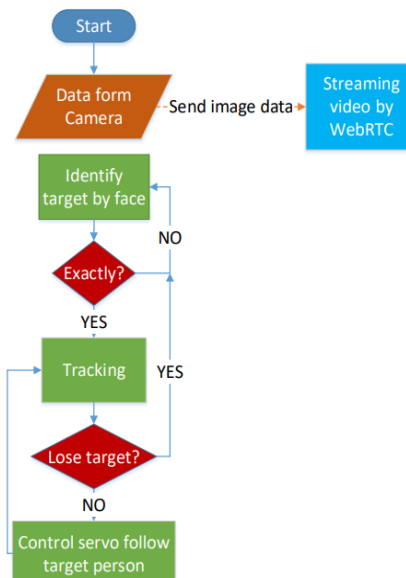 Start
Data form
Camera
Send image data
Streaming
video by
WebRTC
Identify
target by face
NO
Exactly?
YES
Tracking
YES
Lose target?
NO
Control servo follow
target person